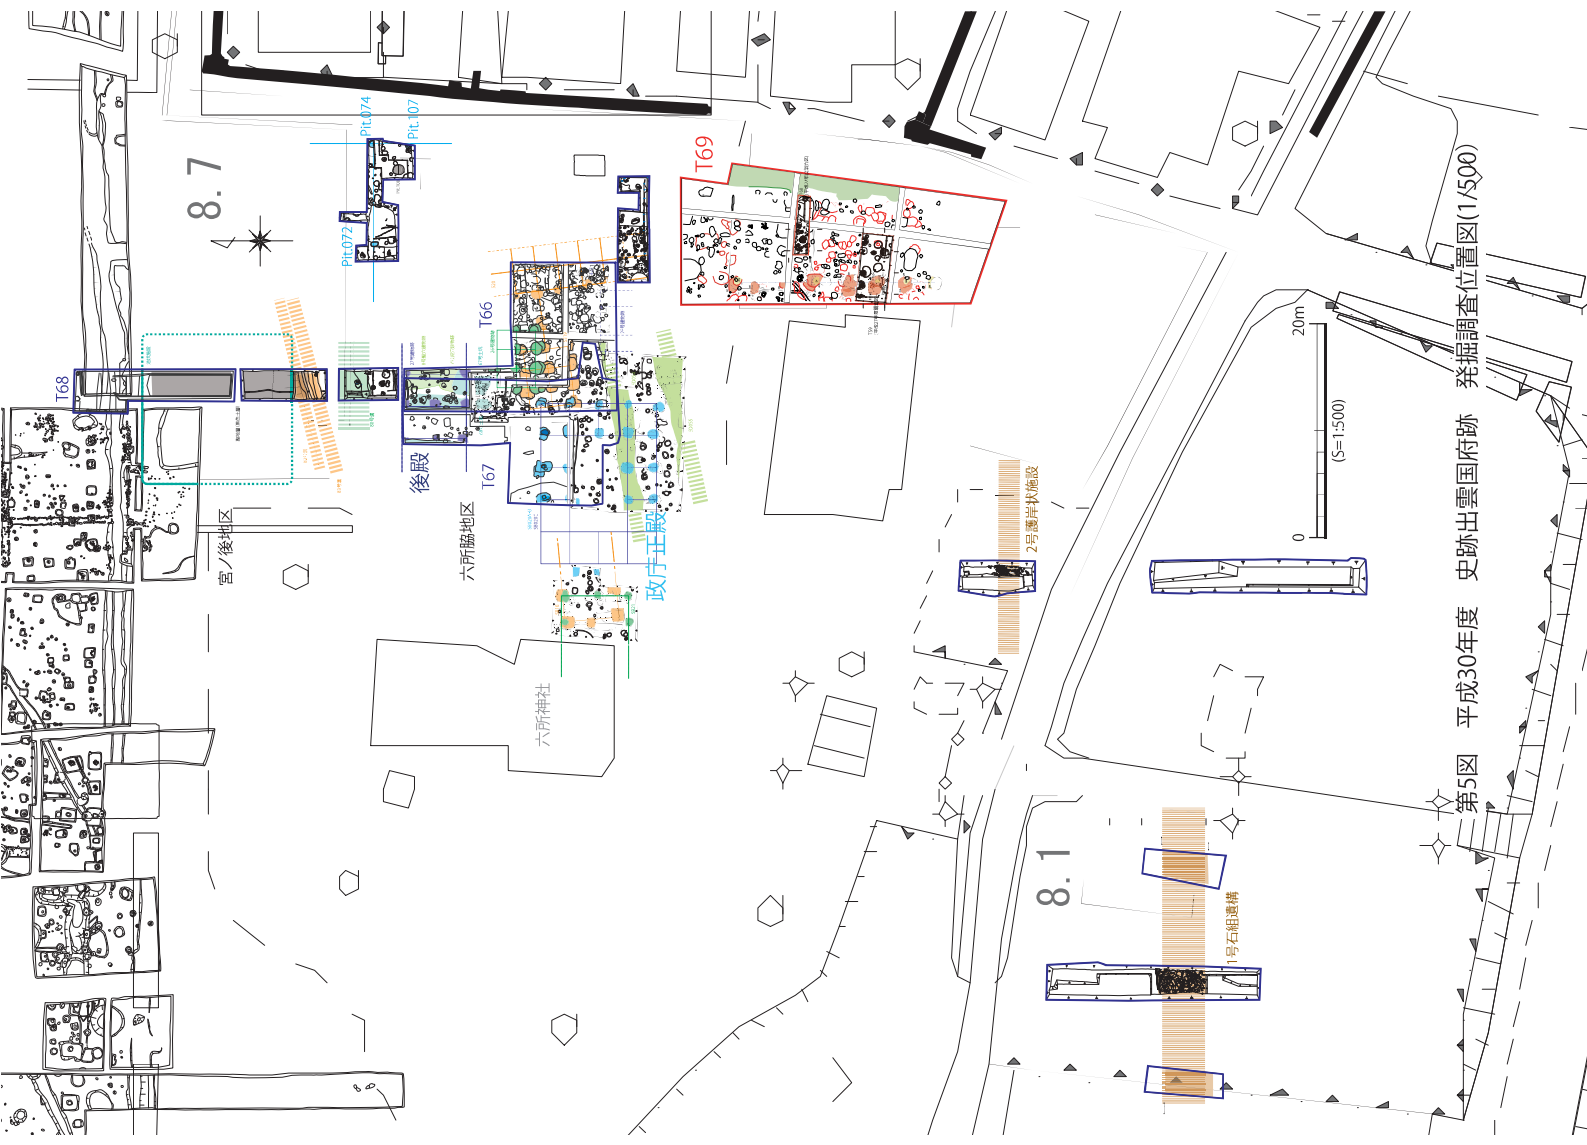 第5図 平成30年度 史跡出雲国府跡 発掘調査位置図(1/500)
8.7
Pit.074
Pit.107
Pit.072
T69
T66
T68
T67
後殿
六所脇地区
宮ノ後地区
政庁正殿
六所神社
2号護岸状施設
20m
0
(S=1:500)
8.1
1号石組遺構